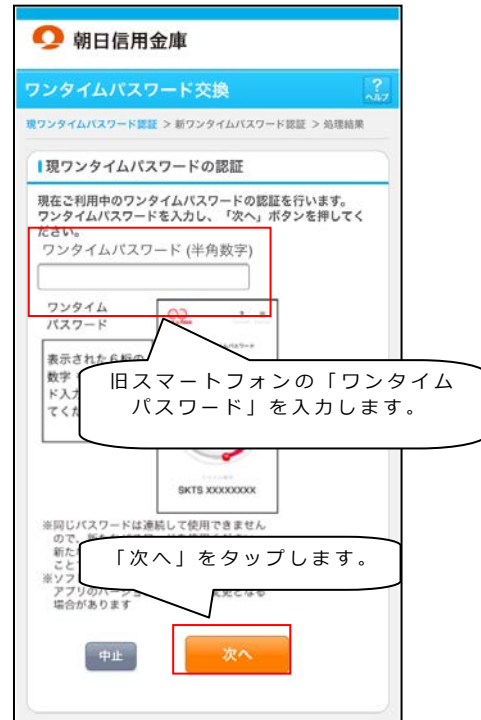 朝日信用金庫
ワンタイムパスワード交換
?
ヘルプ
現ワンタイムパスワード認証 > 新ワンタイムパスワード認証 > 処理結果
現ワンタイムパスワードの認証
現在ご利用中のワンタイムパスワードの認証を行います。
ワンタイムパスワードを入力し、「次へ」ボタンを押してく
ださい。
ワンタイムパスワード (半角数字)
ワンタイム
パスワード
表示された6桁の
数字
ド入力
てくだ
旧スマートフォンの「ワンタイム
パスワード」を入力します。
SKTS XXXXXXXX
※同じパスワードは連続して使用できません
ので、
新たな
こと
「次へ」をタップします。
※ソフ
アプリのバージョ
変更となる
場合があります
中止
次へ